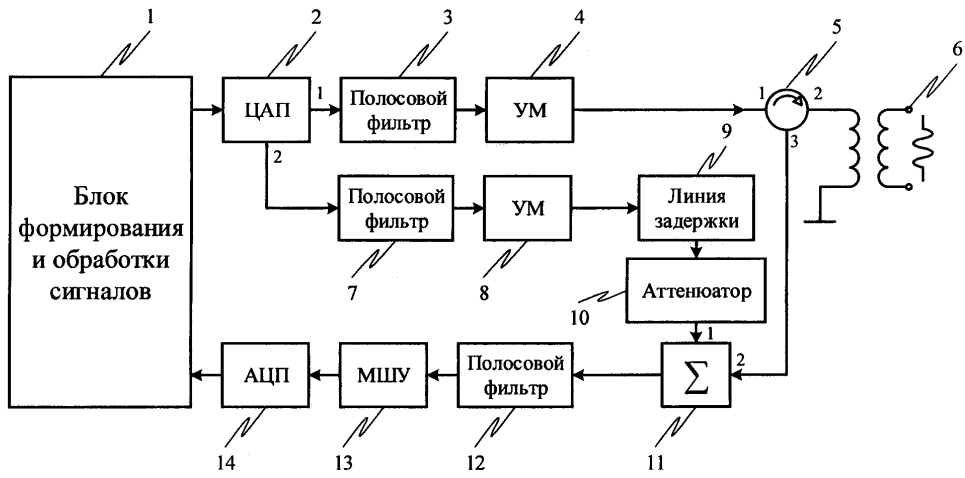 1
2
3
4
5
6
ЦАП
1
2
Полосовой
фильтр
УМ
1
2
3
9
Блок
формирования
и обработки
сигналов
Полосовой
фильтр
УМ
Линия
задержки
7
8
10
Аттенюатор
1
АЦП
МШУ
Полосовой
фильтр
Σ
2
14
13
12
11